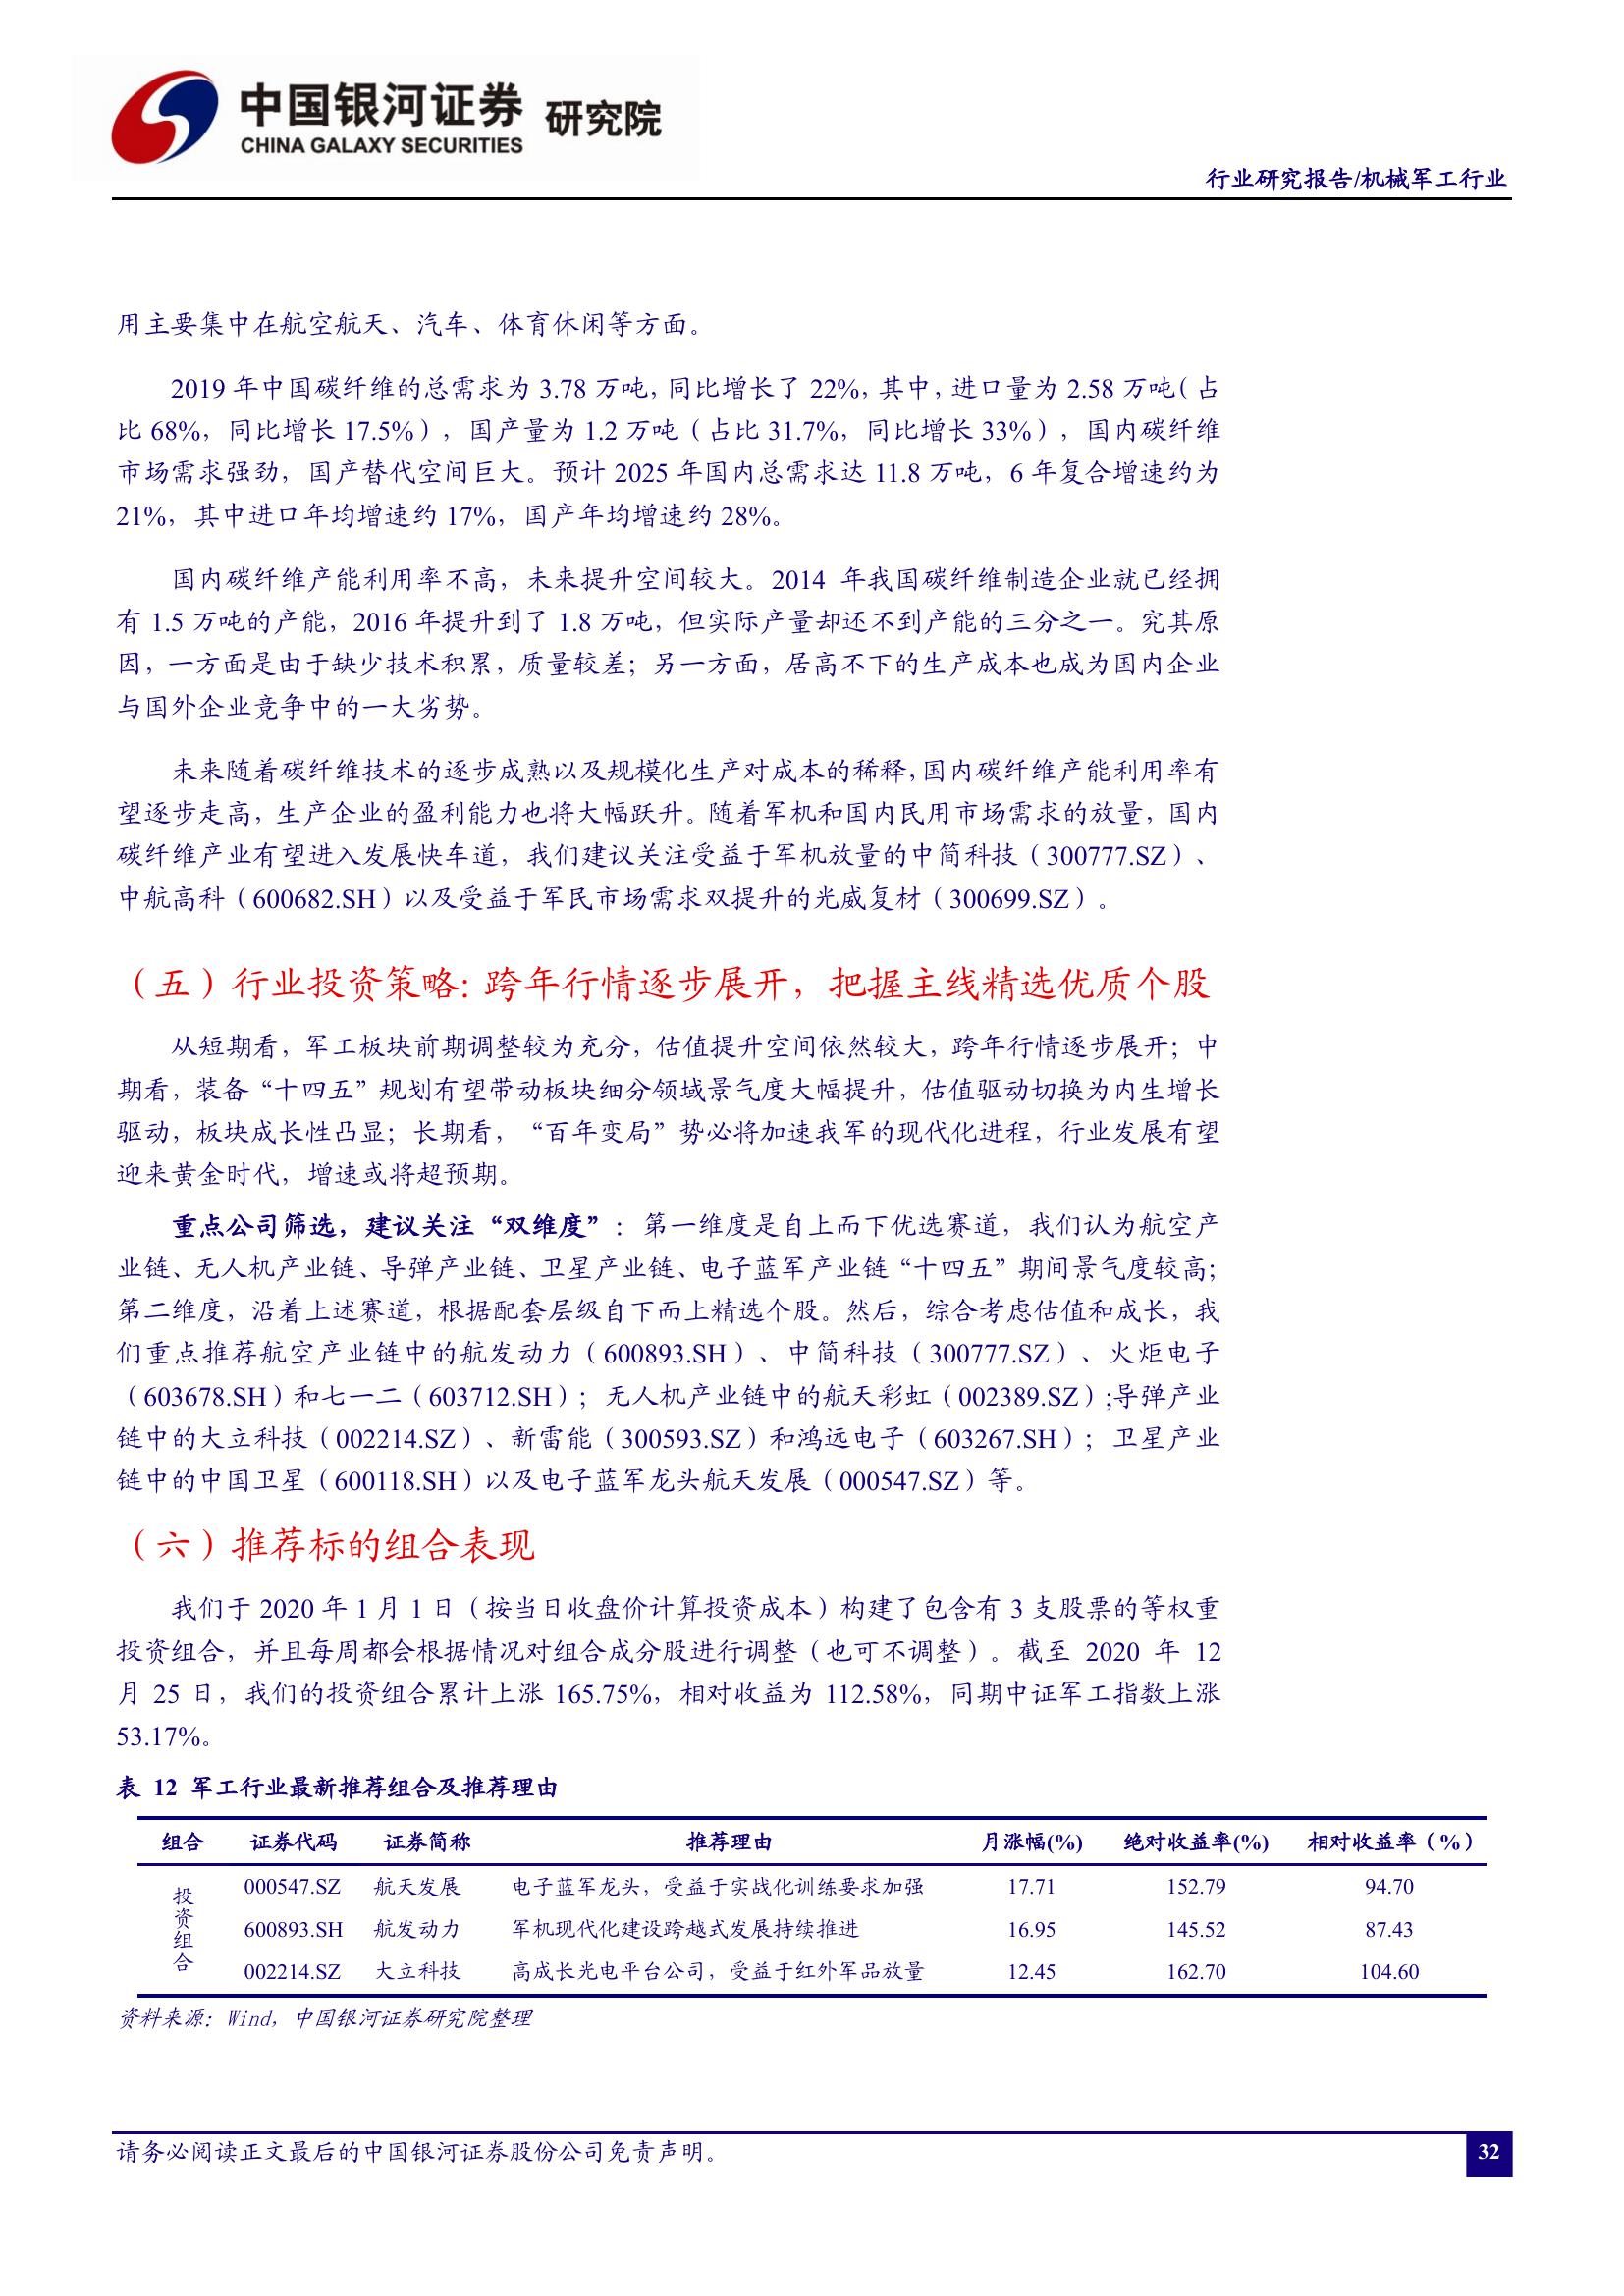 中国银河证券 研究院
CHINA GALAXY SECURITIES
行业研究报告/机械军工行业
用主要集中在航空航天、汽车、体育休闲等方面。
2019 年中国碳纤维的总需求为 3.78 万吨，同比增长了 22%，其中，进口量为 2.58 万吨（占
比 68%，同比增长 17.5%），国产量为 1.2 万吨（占比 31.7%，同比增长 33%），国内碳纤维
市场需求强劲，国产替代空间巨大。预计 2025 年国内总需求达 11.8 万吨，6 年复合增速约为
21%，其中进口年均增速约 17%，国产年均增速约 28%。
国内碳纤维产能利用率不高，未来提升空间较大。2014 年我国碳纤维制造企业就已经拥
有 1.5 万吨的产能，2016 年提升到了 1.8 万吨，但实际产量却还不到产能的三分之一。究其原
因，一方面是由于缺少技术积累，质量较差；另一方面，居高不下的生产成本也成为国内企业
与国外企业竞争中的一大劣势。
未来随着碳纤维技术的逐步成熟以及规模化生产对成本的稀释，国内碳纤维产能利用率有
望逐步走高，生产企业的盈利能力也将大幅跃升。随着军机和国内民用市场需求的放量，国内
碳纤维产业有望进入发展快车道，我们建议关注受益于军机放量的中简科技（300777.SZ）、
中航高科（600682.SH）以及受益于军民市场需求双提升的光威复材（300699.SZ）。
（五）行业投资策略：跨年行情逐步展开，把握主线精选优质个股
从短期看，军工板块前期调整较为充分，估值提升空间依然较大，跨年行情逐步展开；中
期看，装备“十四五”规划有望带动板块细分领域景气度大幅提升，估值驱动切换为内生增长
驱动，板块成长性凸显；长期看，“百年变局”势必将加速我军的现代化进程，行业发展有望
迎来黄金时代，增速或将超预期。
重点公司筛选，建议关注“双维度”：第一维度是自上而下优选赛道，我们认为航空产
业链、无人机产业链、导弹产业链、卫星产业链、电子蓝军产业链“十四五”期间景气度较高；
第二维度，沿着上述赛道，根据配套层级自下而上精选个股。然后，综合考虑估值和成长，我
们重点推荐航空产业链中的航发动力（600893.SH）、中简科技（300777.SZ）、火炬电子
（603678.SH）和七一二（603712.SH）；无人机产业链中的航天彩虹（002389.SZ）;导弹产业
链中的大立科技（002214.SZ）、新雷能（300593.SZ）和鸿远电子（603267.SH）；卫星产业
链中的中国卫星（600118.SH）以及电子蓝军龙头航天发展（000547.SZ）等。
（六）推荐标的组合表现
我们于 2020 年 1 月 1 日（按当日收盘价计算投资成本）构建了包含有 3 支股票的等权重
投资组合，并且每周都会根据情况对组合成分股进行调整（也可不调整）。截至 2020 年 12
月 25 日，我们的投资组合累计上涨 165.75%，相对收益为 112.58%，同期中证军工指数上涨
53.17%。
表 12 军工行业最新推荐组合及推荐理由
组合 证券代码 证券简称 推荐理由 月涨幅(%) 绝对收益率(%) 相对收益率（%）
投资组合
000547.SZ 航天发展 电子蓝军龙头，受益于实战化训练要求加强 17.71 152.79 94.70
600893.SH 航发动力 军机现代化建设跨越式发展持续推进 16.95 145.52 87.43
002214.SZ 大立科技 高成长光电平台公司，受益于红外军品放量 12.45 162.70 104.60
资料来源：Wind，中国银河证券研究院整理
请务必阅读正文最后的中国银河证券股份公司免责声明。
32